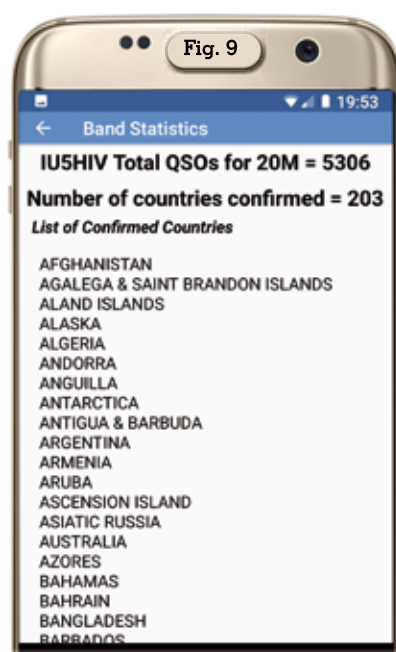 Fig. 9
19:53
Band Statistics
IU5HIV Total QSOs for 20M = 5306
Number of countries confirmed = 203
List of Confirmed Countries
AFGHANISTAN
AGALEGA & SAINT BRANDON ISLANDS
ALAND ISLANDS
ALASKA
ALGERIA
ANDORRA
ANGUILLA
ANTARCTICA
ANTIGUA & BARBUDA
ARGENTINA
ARMENIA
ARUBA
ASCENSION ISLAND
ASIATIC RUSSIA
AUSTRALIA
AZORES
BAHAMAS
BAHRAIN
BANGLADESH
BARBADOS